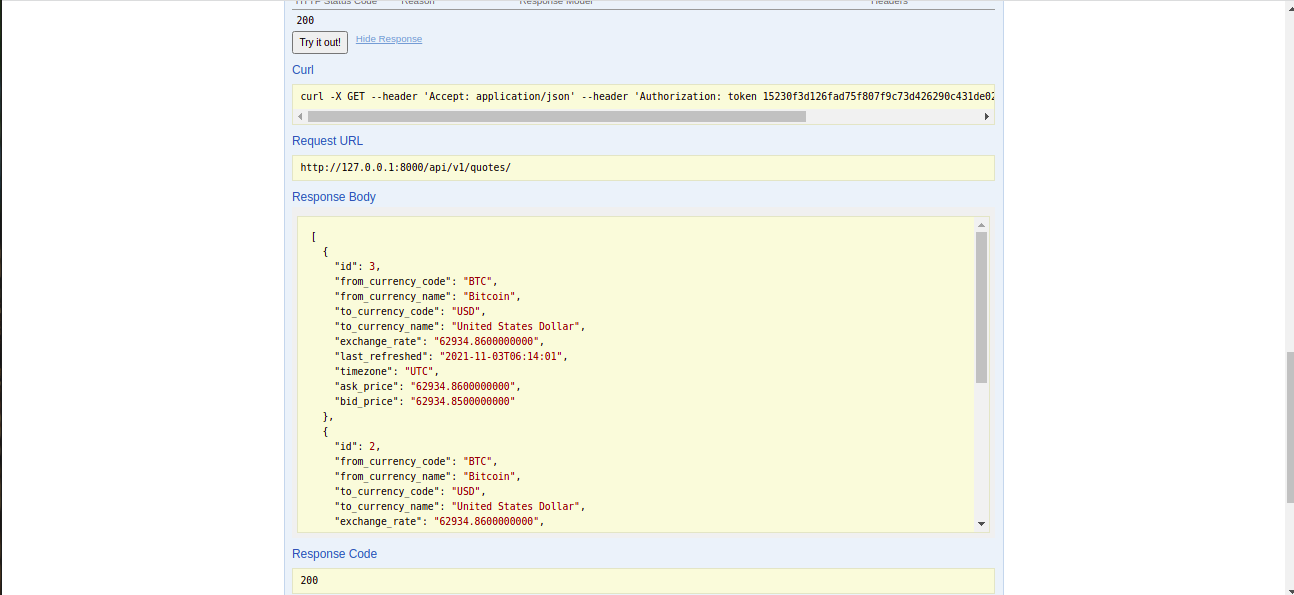 HTTP Status Code Reason Response Model Headers
200
Try it out! Hide Response
Curl
curl -X GET --header 'Accept: application/json' --header 'Authorization: token 15230f3d126fad75f807f9c73d426290c431de02
Request URL
http://127.0.0.1:8000/api/v1/quotes/
Response Body
[
{
"id": 3,
"from_currency_code": "BTC",
"from_currency_name": "Bitcoin",
"to_currency_code": "USD",
"to_currency_name": "United States Dollar",
"exchange_rate": "62934.8600000000",
"last_refreshed": "2021-11-03T06:14:01",
"timezone": "UTC",
"ask_price": "62934.8600000000",
"bid_price": "62934.8500000000"
},
{
"id": 2,
"from_currency_code": "BTC",
"from_currency_name": "Bitcoin",
"to_currency_code": "USD",
"to_currency_name": "United States Dollar",
"exchange_rate": "62934.8600000000",
Response Code
200